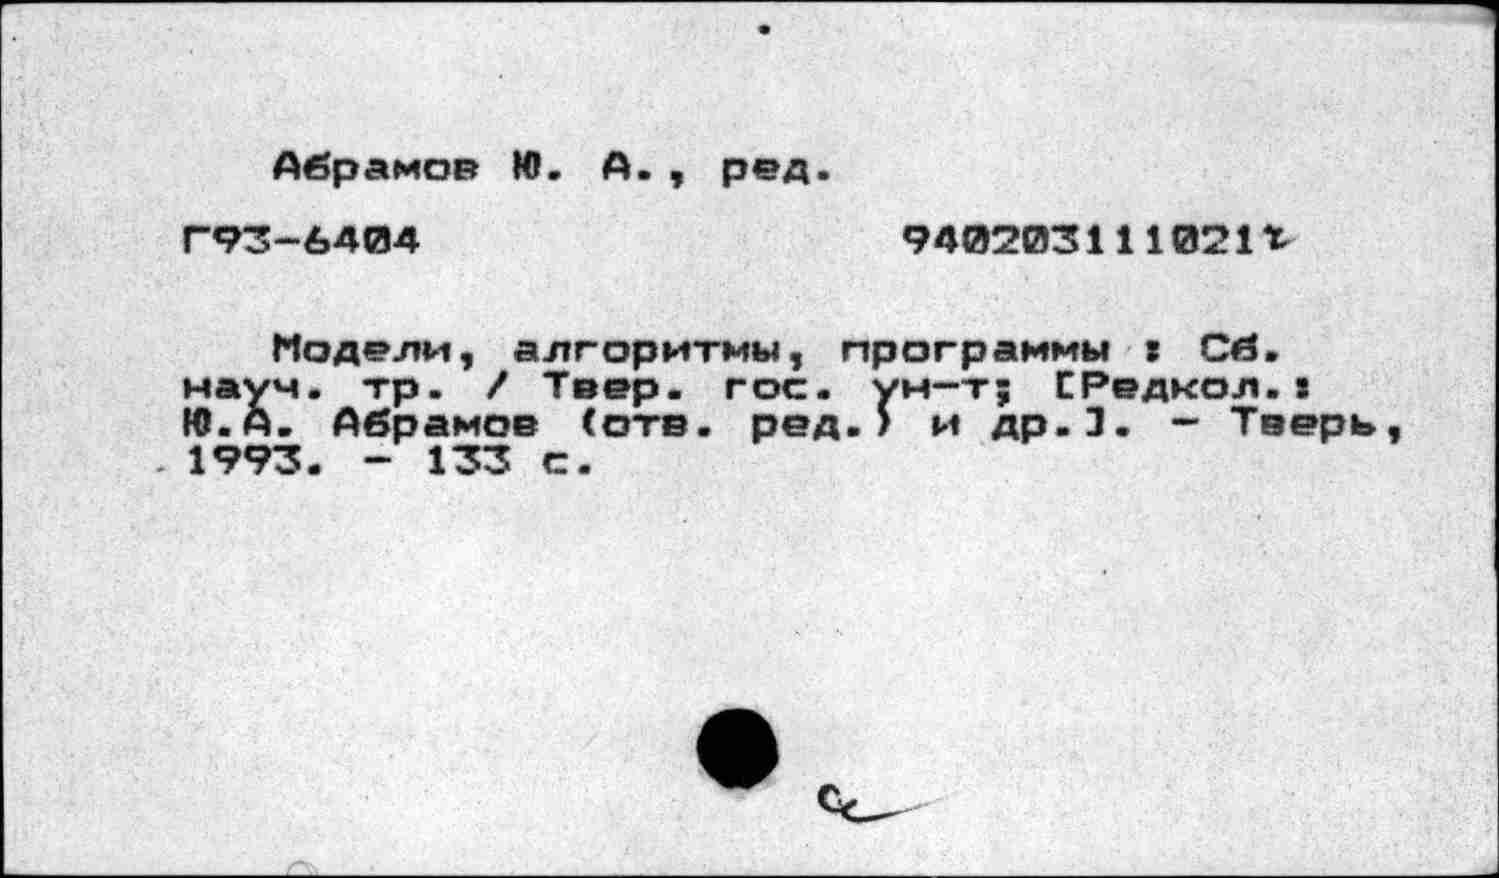 Абрамов Ю. А., ред.
Г93-6404 940203111021
Модели, алгоритмы, программы : Сб.
науч. тр. / Твер. гос. ун-т; [Редкол.:
Ю.А. Абрамов (отв. ред.) и др.]. - Тверь,
1993. - 133 с.